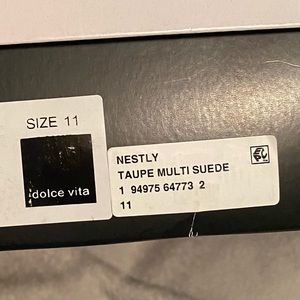 SIZE 11
dolce vita
NESTLY
TAUPE MULTI SUEDE
1 94975 64773 2
11